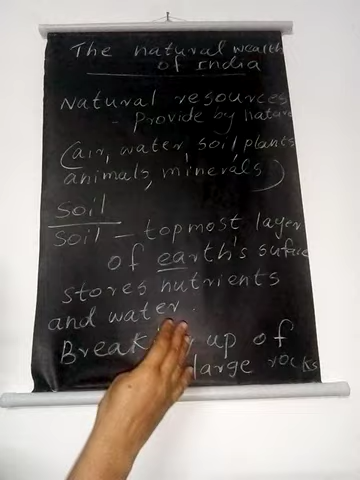 The natural wealth
of India
Natural resources
- Provide by nature
(air, water, soil plants
animals, minerals)
Soil
Soil - topmost layer
of earth's surface
stores nutrients
and water
Break up of
large rocks